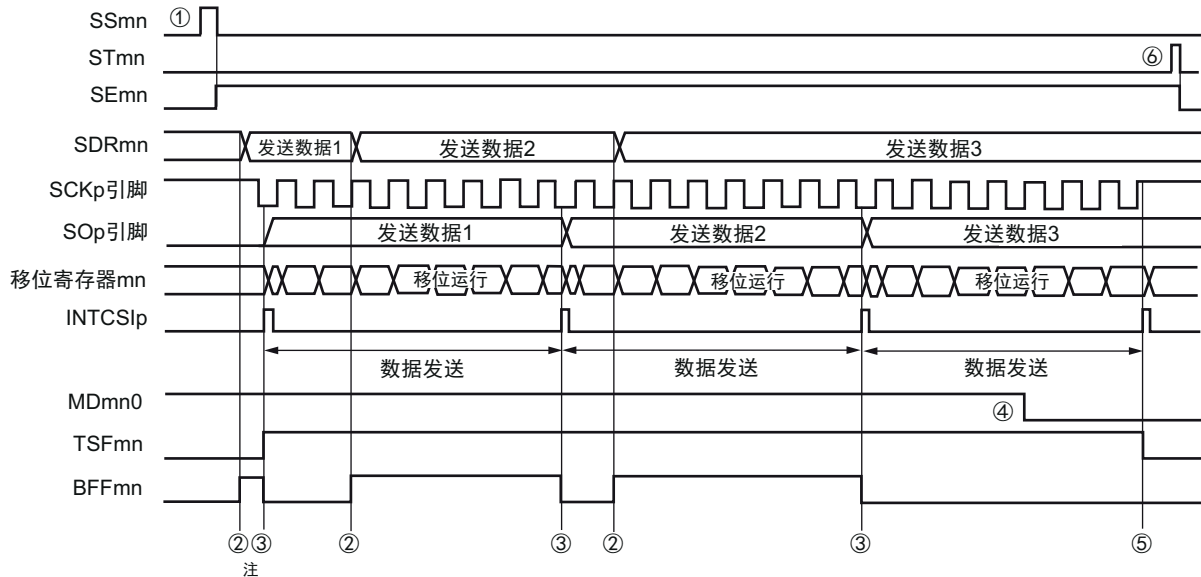 SSmn ①
STmn ⑥
SEmn
SDRmn 发送数据1 发送数据2 发送数据3
SCKp引脚
SOp引脚 发送数据1 发送数据2 发送数据3
移位寄存器mn 移位运行 移位运行 移位运行
INTCSIp
数据发送 数据发送 数据发送
MDmn0 ④
TSFmn
BFFmn
② ③ ② ③ ② ③ ⑤
注